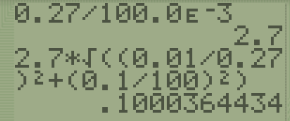 0.27/100.0ᴇ-3
2.7
2.7*√((0.01/0.27
)²+(0.1/100)²)
.1000364434